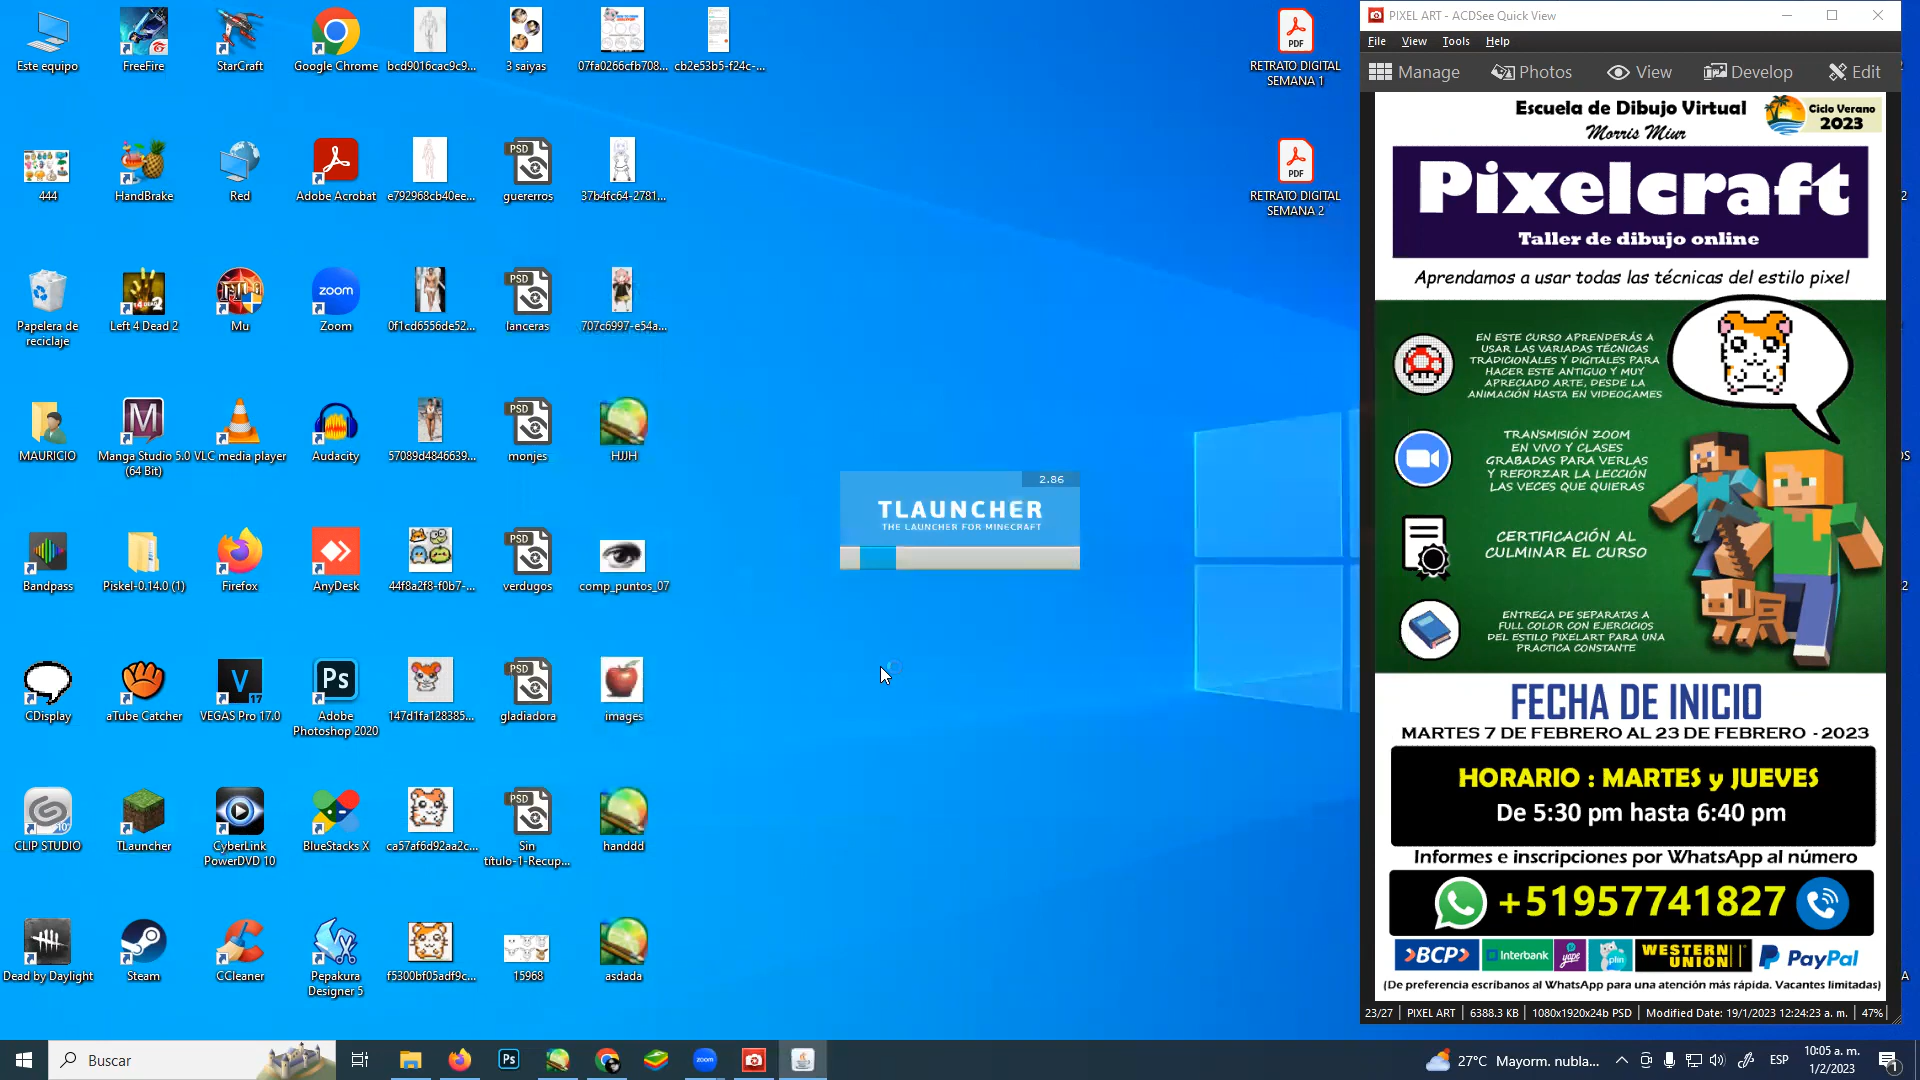 Este equipo
FreeFire
StarCraft
Google Chrome
bcd9016cac9c9...
3 saiyas
07fa0266cfb708...
cb2e53b5-f24c-...
444
HandBrake
Red
Adobe Acrobat
e792968cb40ee...
PSD
guererros
37b4fc64-2781...
Papelera de
reciclaje
Left 4 Dead 2
Mu
zoom
Zoom
0f1cd6556de52...
PSD
lanceras
707c6997-e54a...
MAURICIO
Manga Studio 5.0
(64 Bit)
VLC media player
Audacity
57089d4846639...
PSD
monjes
HJJH
Bandpass
Piskel-0.14.0 (1)
Firefox
AnyDesk
44f8a2f8-f0b7-...
PSD
verdugos
comp_puntos_07
CDisplay
aTube Catcher
VEGAS Pro 17.0
Ps
Adobe
Photoshop 2020
147d1fa128385...
PSD
gladiadora
images
CLIP STUDIO
TLauncher
CyberLink
PowerDVD 10
BlueStacks X
ca57af6d92aa2c...
PSD
Sin
título-1-Recup...
handdd
Dead by Daylight
Steam
CCleaner
Pepakura
Designer 5
f5300bf05adf9c...
15968
asdada
PDF
RETRATO DIGITAL
SEMANA 1
PDF
RETRATO DIGITAL
SEMANA 2
2.86
TLAUNCHER
THE LAUNCHER FOR MINECRAFT
PIXEL ART - ACDSee Quick View
File View Tools Help
Manage Photos View Develop Edit
Escuela de Dibujo Virtual
Morris Miur
Ciclo Verano
2023
Pixelcraft
Taller de dibujo online
Aprendamos a usar todas las técnicas del estilo pixel
EN ESTE CURSO APRENDERÁS A
USAR LAS VARIADAS TÉCNICAS
TRADICIONALES Y DIGITALES PARA
HACER ESTE ANTIGUO Y MUY
APRECIADO ARTE, DESDE LA
ANIMACIÓN HASTA EN VIDEOGAMES
TRANSMISIÓN ZOOM
EN VIVO Y CLASES
GRABADAS PARA VERLAS
Y REFORZAR LA LECCIÓN
LAS VECES QUE QUIERAS
CERTIFICACIÓN AL
CULMINAR EL CURSO
ENTREGA DE SEPARATAS A
FULL COLOR CON EJERCICIOS
DEL ESTILO PIXELART PARA UNA
PRACTICA CONSTANTE
FECHA DE INICIO
MARTES 7 DE FEBRERO AL 23 DE FEBRERO - 2023
HORARIO : MARTES y JUEVES
De 5:30 pm hasta 6:40 pm
Informes e inscripciones por WhatsApp al número
+51957741827
BCP Interbank yape plin WESTERN UNION PayPal
(De preferencia escríbanos al WhatsApp para una atención más rápida. Vacantes limitadas)
23/27 PIXEL ART 6388.3 KB 1080x1920x24b PSD Modified Date: 19/1/2023 12:24:23 a. m. 47%
Buscar
Ps
zoom
27°C Mayorm. nubla...
ESP
10:05 a. m.
1/2/2023
1